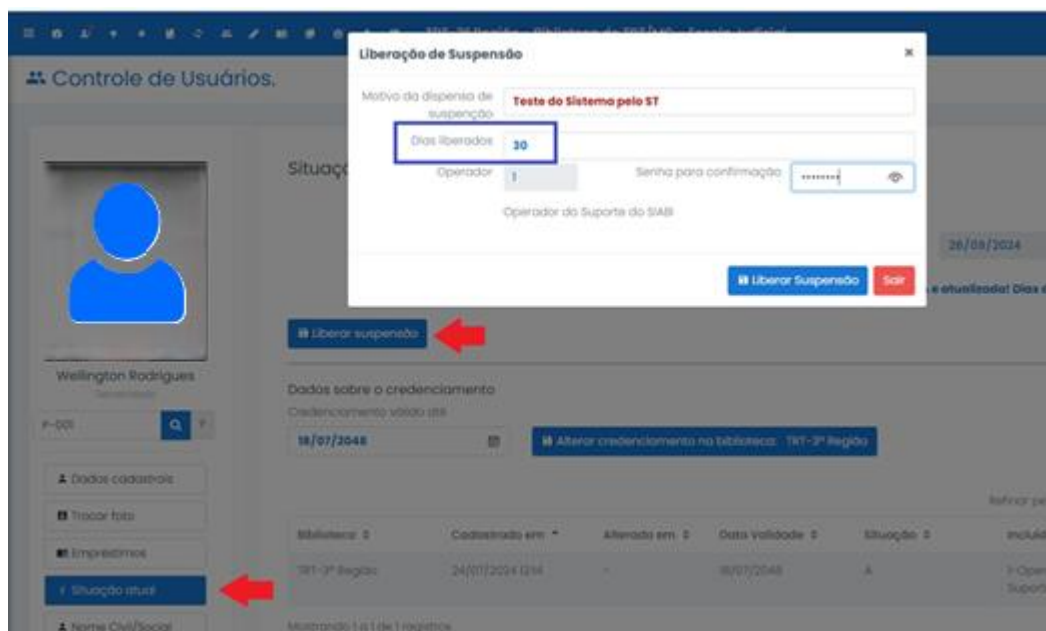 Liberação de Suspensão
×
Controle de Usuários.
Motivo da dispensa de suspenção
Teste do Sistema pelo ST
Dias liberados
30
Situaç
Operador
1
Senha para confirmação
Operador do Suporte do SIABI
26/08/2024
Liberar Suspensão
Sair
e atualizada! Dias
Liberar suspensão
Wellington Rodrigues
Dados sobre o credenciamento
Credenciamento válido até
P-001
18/07/2048
Alterar credenciamento na biblioteca: TRT-3ª Região
Dados cadastrais
Trocar foto
Refinar pe
Empréstimos
Biblioteca
Cadastrado em
Alterado em
Data Validade
Situação
Incluíd
Situação atual
TRT-3ª Região
24/07/2024 12:14
-
18/07/2048
A
1-Oper
Suport
Nome Civil/Social
Mostrando 1 a 1 de 1 registros